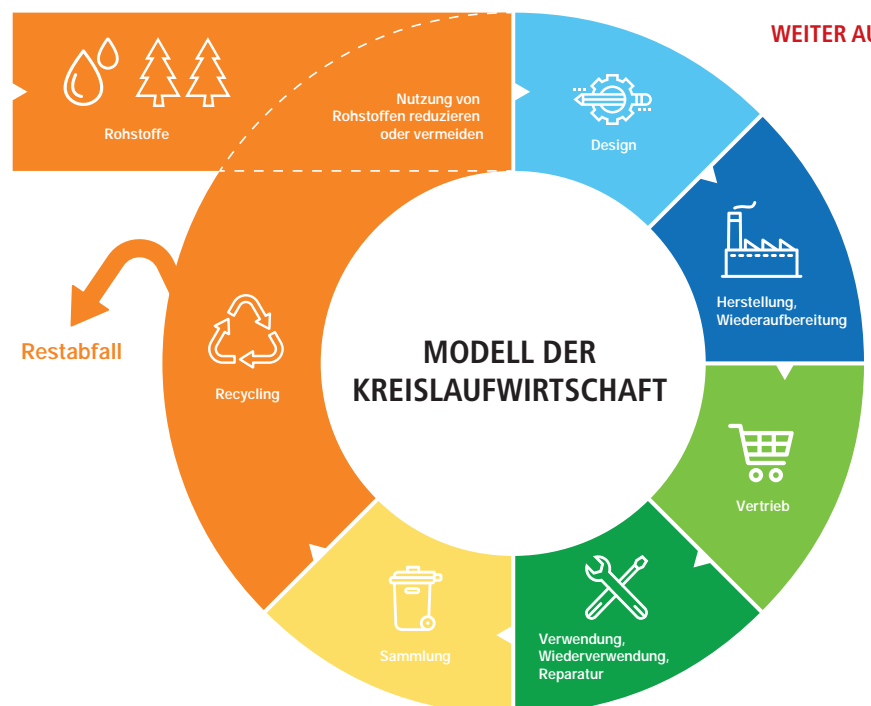 WEITER
Rohstoffe
Nutzung von
Rohstoffen reduzieren
oder vermeiden
Design
Herstellung,
Wiederaufbereitung
Vertrieb
Verwendung,
Wiederverwendung,
Reparatur
Sammlung
Recycling
Restabfall
MODELL DER
KREISLAUFWIRTSCHAFT